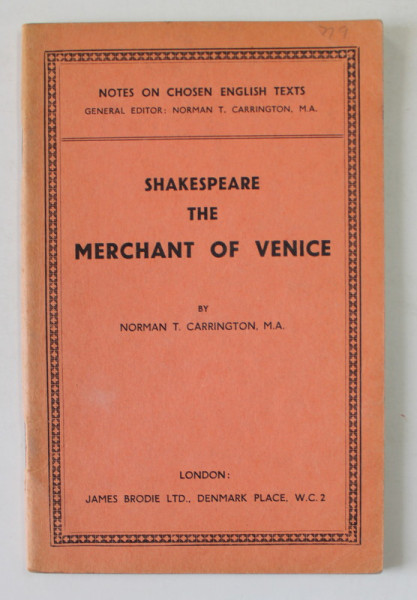 NOTES ON CHOSEN ENGLISH TEXTS
GENERAL EDITOR: NORMAN T. CARRINGTON, M.A.
SHAKESPEARE
THE
MERCHANT OF VENICE
BY
NORMAN T. CARRINGTON, M.A.
LONDON:
JAMES BRODIE LTD., DENMARK PLACE, W.C.2